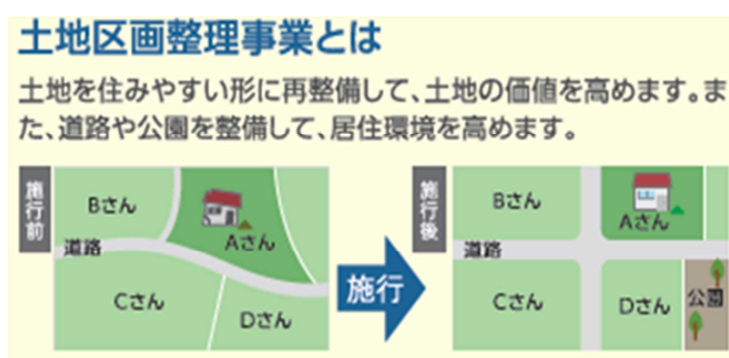 土地区画整理事業とは
土地を住みやすい形に再整備して、土地の価値を高めます。ま
た、道路や公園を整備して、居住環境を高めます。
施行前
Bさん
Aさん
道路
Cさん
Dさん
施行
施行後
Bさん
Aさん
道路
Cさん
Dさん
公園